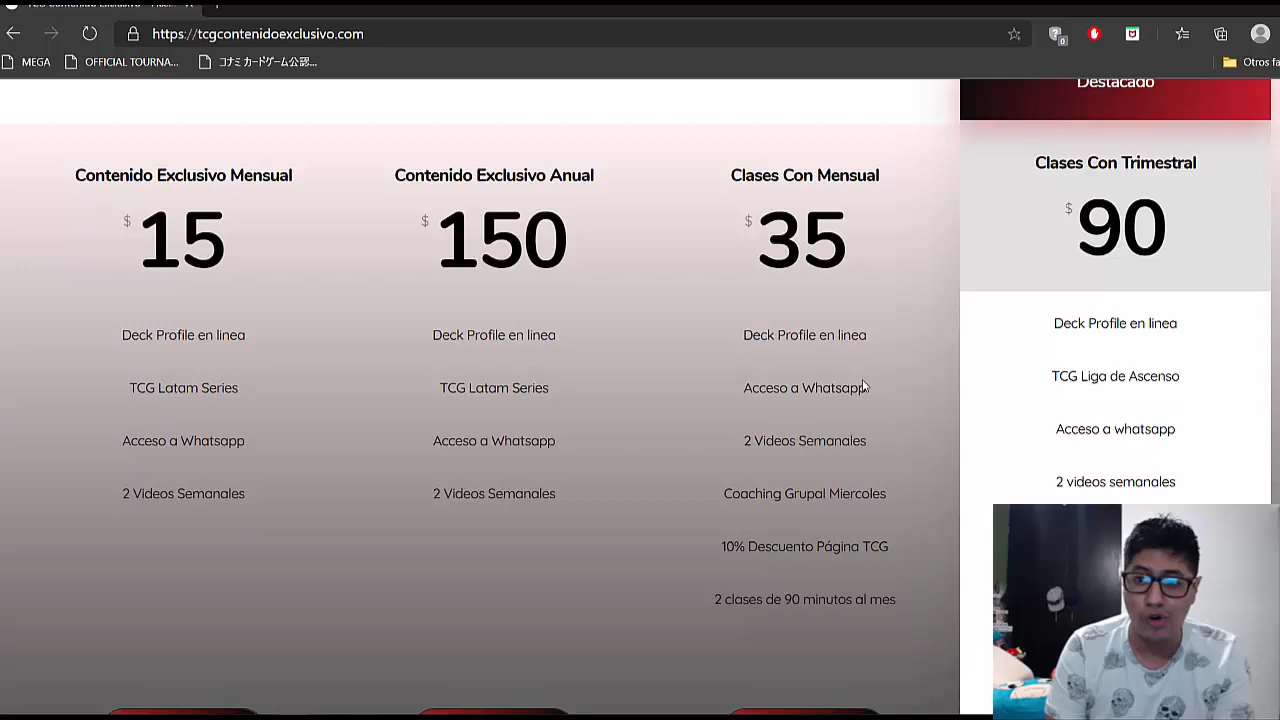 https://tcgcontenidoexclusivo.com
0
MEGA
OFFICIAL TOURNA...
コナミ カードゲーム公認...
Otros fa
Destacado
Contenido Exclusivo Mensual
$ 15
Deck Profile en linea
TCG Latam Series
Acceso a Whatsapp
2 Videos Semanales
Contenido Exclusivo Anual
$ 150
Deck Profile en linea
TCG Latam Series
Acceso a Whatsapp
2 Videos Semanales
Clases Con Mensual
$ 35
Deck Profile en linea
Acceso a Whatsapp
2 Videos Semanales
Coaching Grupal Miercoles
10% Descuento Página TCG
2 clases de 90 minutos al mes
Clases Con Trimestral
$ 90
Deck Profile en linea
TCG Liga de Ascenso
Acceso a whatsapp
2 videos semanales